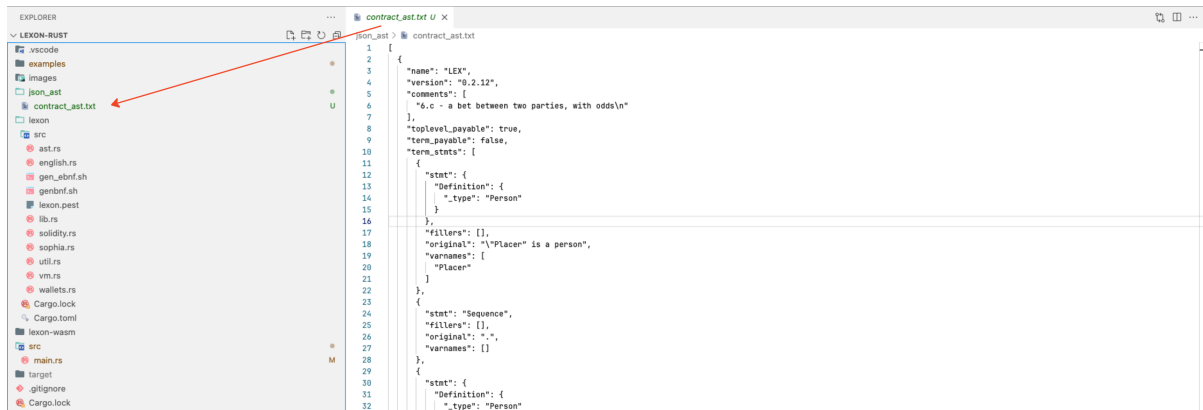 EXPLORER
LEXON-RUST
.vscode
examples
images
json_ast
contract_ast.txt U
lexon
src
ast.rs
english.rs
gen_ebnf.sh
genbnf.sh
lexon.pest
lib.rs
solidity.rs
sophia.rs
util.rs
vm.rs
wallets.rs
Cargo.lock
Cargo.toml
lexon-wasm
src
main.rs M
target
.gitignore
Cargo.lock
contract_ast.txt U
json_ast > contract_ast.txt
1 [
2 {
3 "name": "LEX",
4 "version": "0.2.12",
5 "comments": [
6 "6.c - a bet between two parties, with odds\n"
7 ],
8 "toplevel_payable": true,
9 "term_payable": false,
10 "term_stmts": [
11 {
12 "stmt": {
13 "Definition": {
14 "_type": "Person"
15 }
16 },
17 "fillers": [],
18 "original": "\"Placer" is a person",
19 "varnames": [
20 "Placer"
21 ]
22 },
23 {
24 "stmt": "Sequence",
25 "fillers": [],
26 "original": ".",
27 "varnames": []
28 },
29 {
30 "stmt": {
31 "Definition": {
32 "_type": "Person"